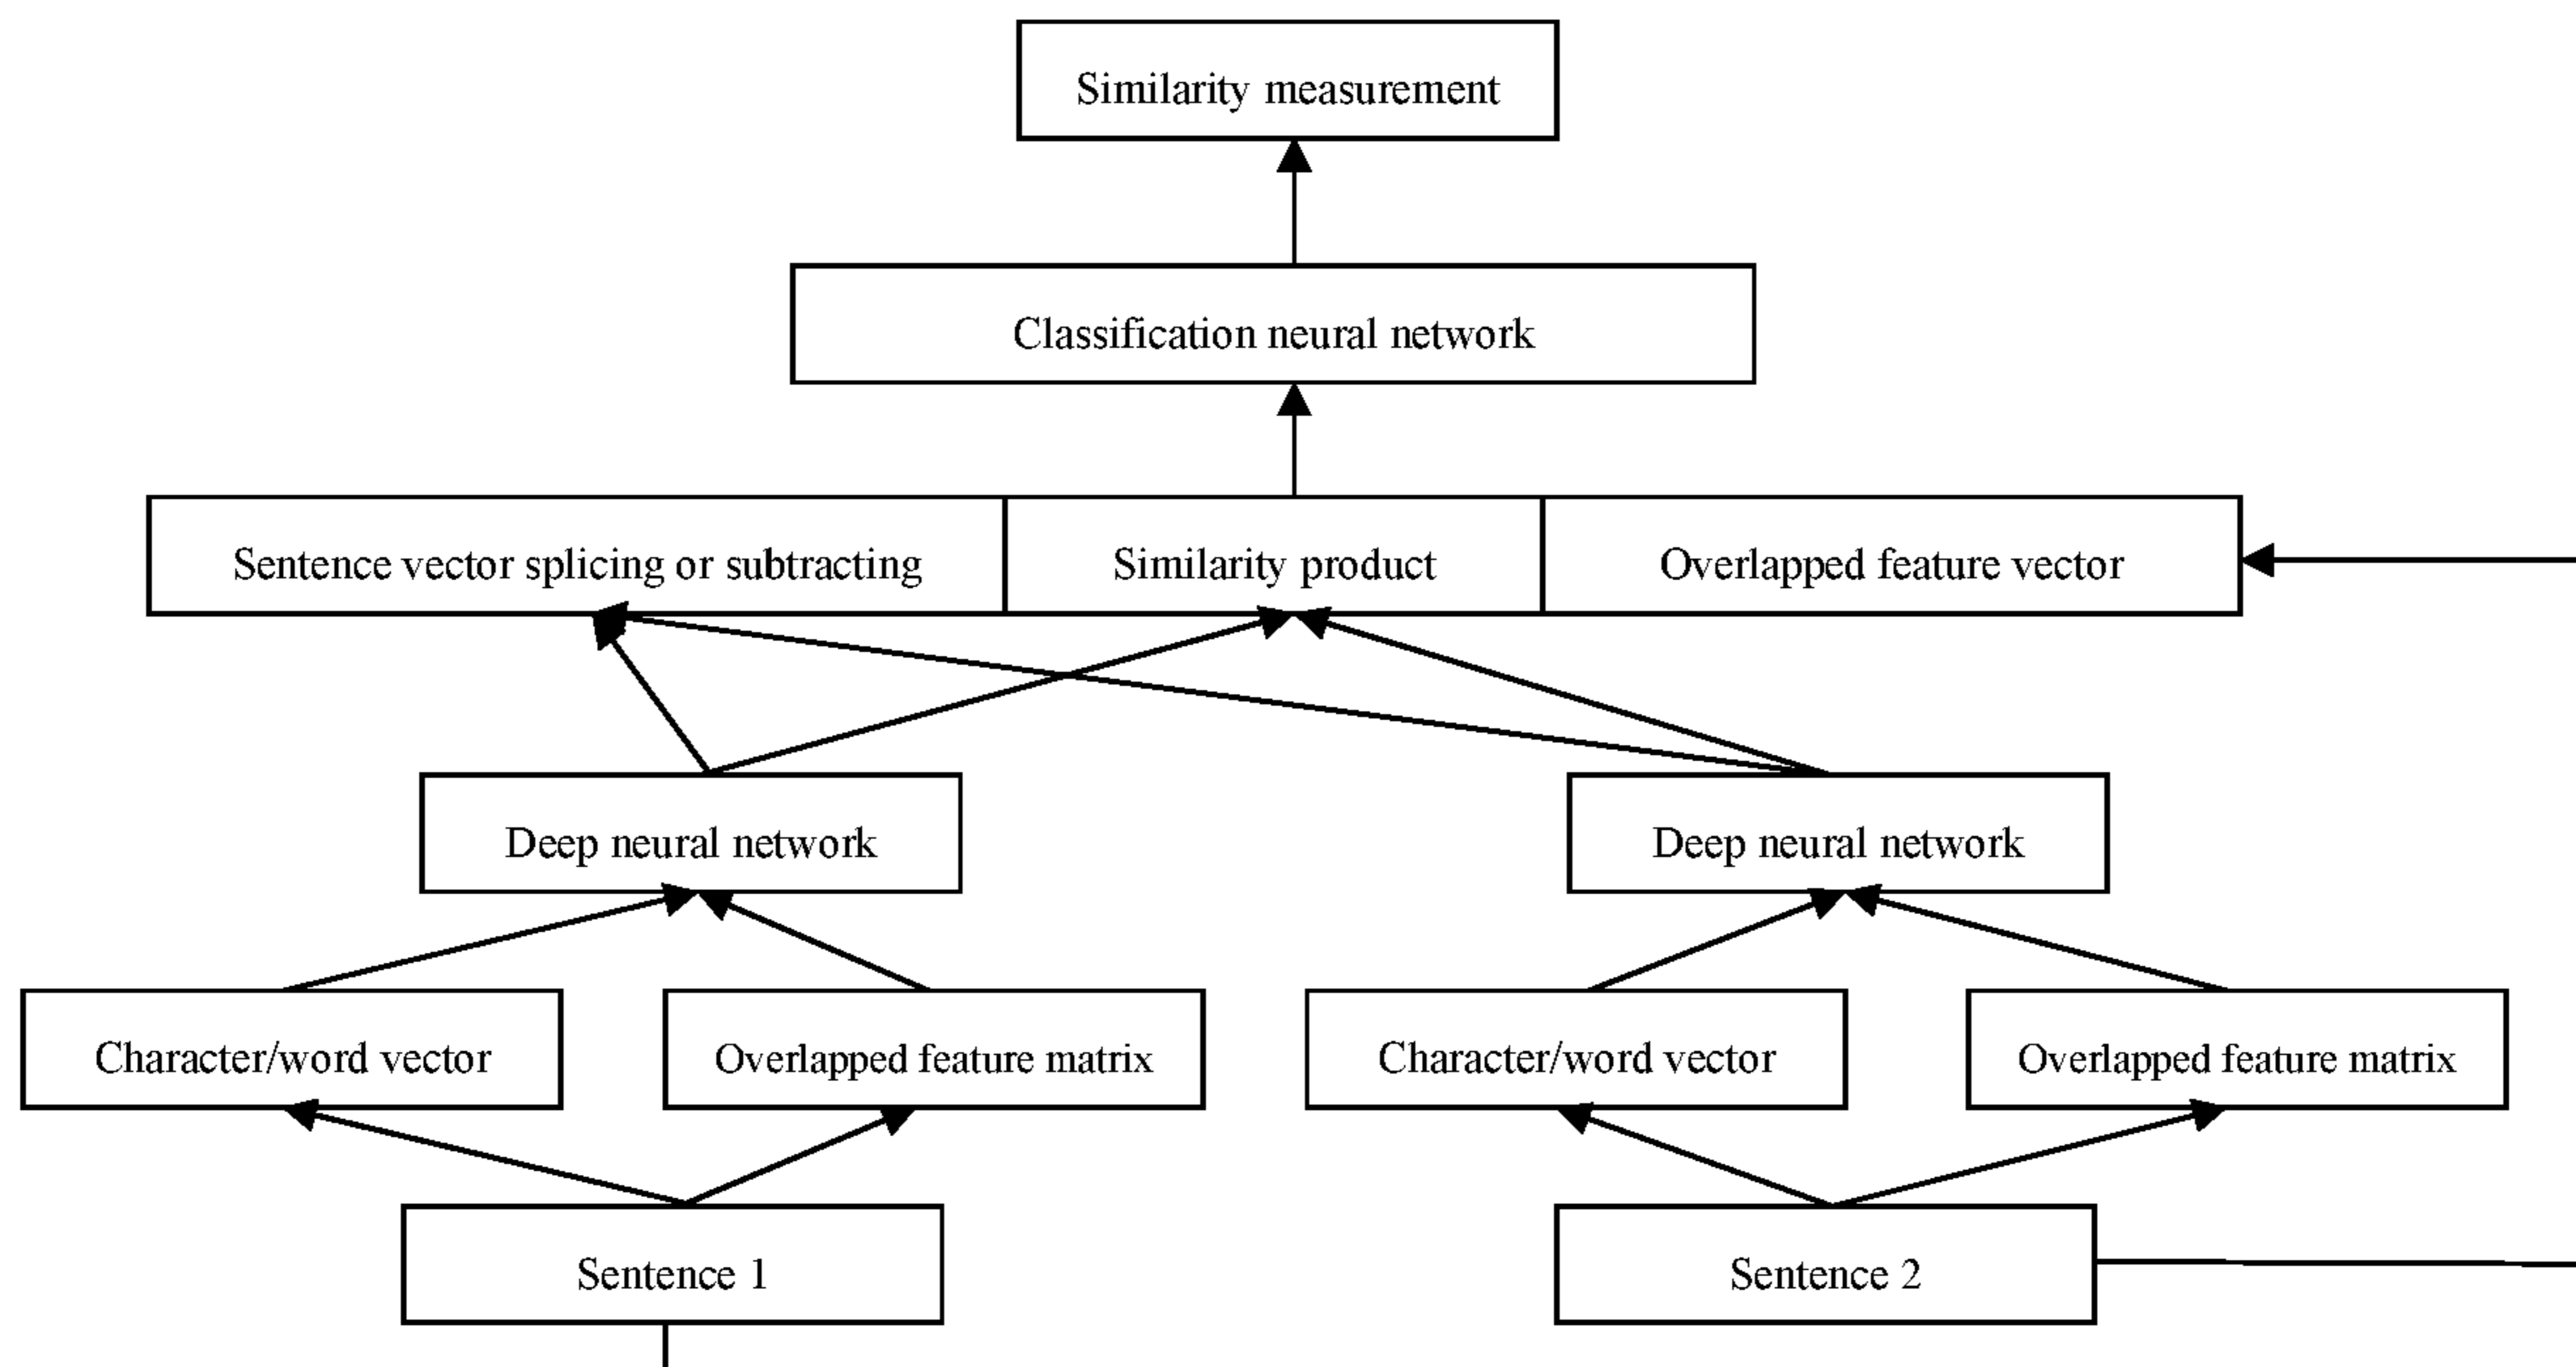 Similarity measurement
Classification neural network
Sentence vector splicing or subtracting
Similarity product
Overlapped feature vector
Deep neural network
Deep neural network
Character/word vector
Overlapped feature matrix
Character/word vector
Overlapped feature matrix
Sentence 1
Sentence 2